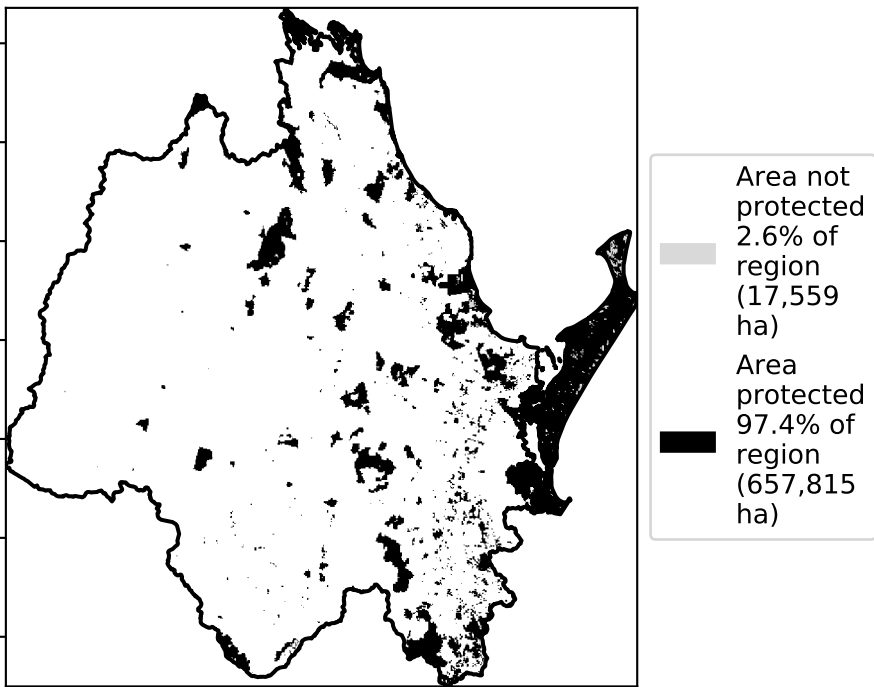 Area not
protected
2.6% of
region
(17,559
ha)
Area
protected
97.4% of
region
(657,815
ha)